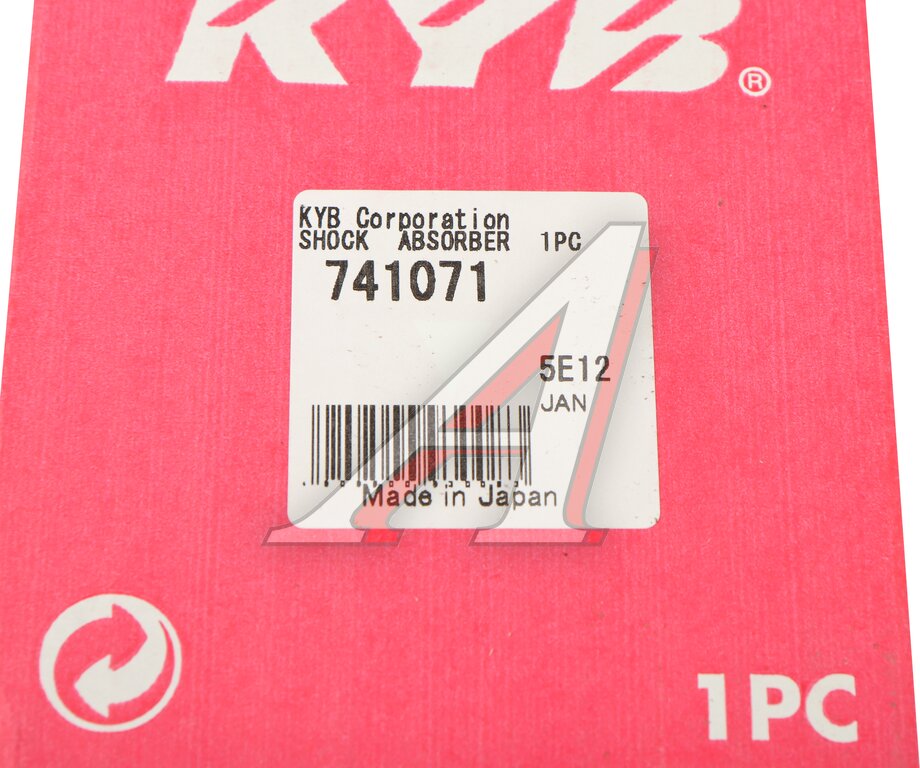 KYB®
KYB Corporation
SHOCK ABSORBER 1PC
741071
5E12
JAN
Made in Japan
1PC